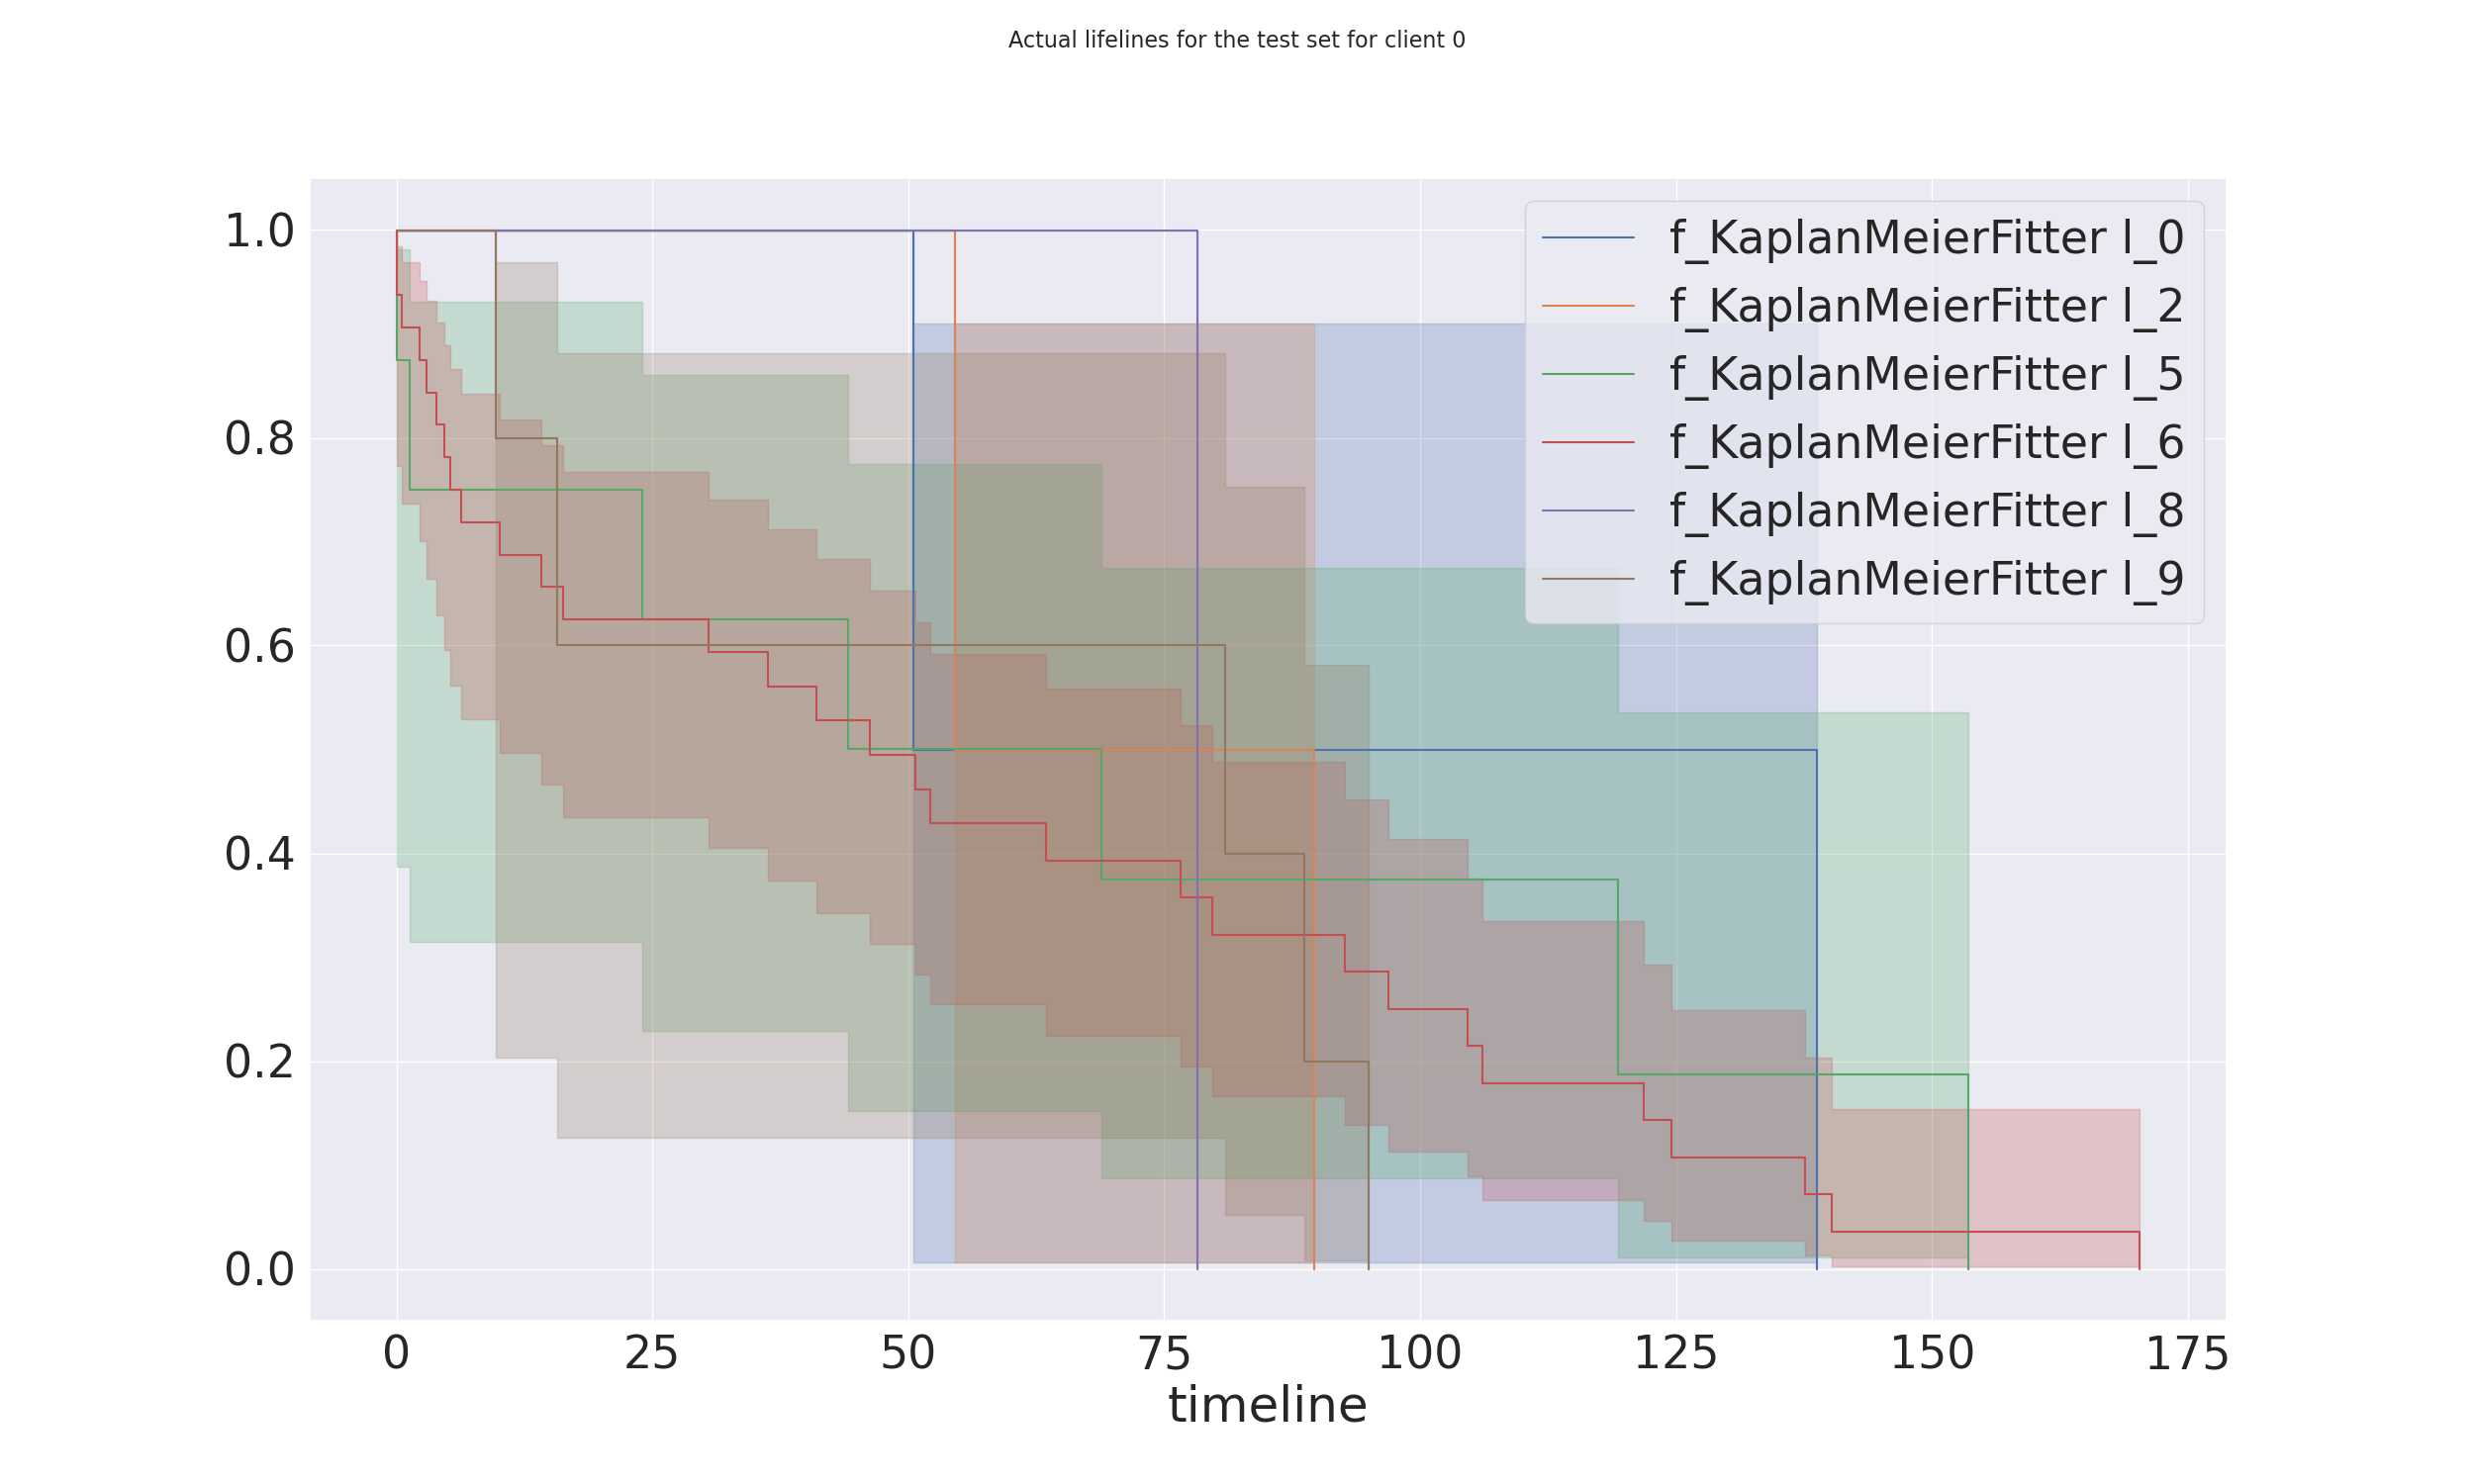 Actual lifelines for the test set for client 0
1.0
0.8
0.6
0.4
0.2
0.0
f_KaplanMeierFitter l_0
f_KaplanMeierFitter l_2
f_KaplanMeierFitter l_5
f_KaplanMeierFitter l_6
f_KaplanMeierFitter l_8
f_KaplanMeierFitter l_9
0 25 50 75 100 125 150 175
timeline